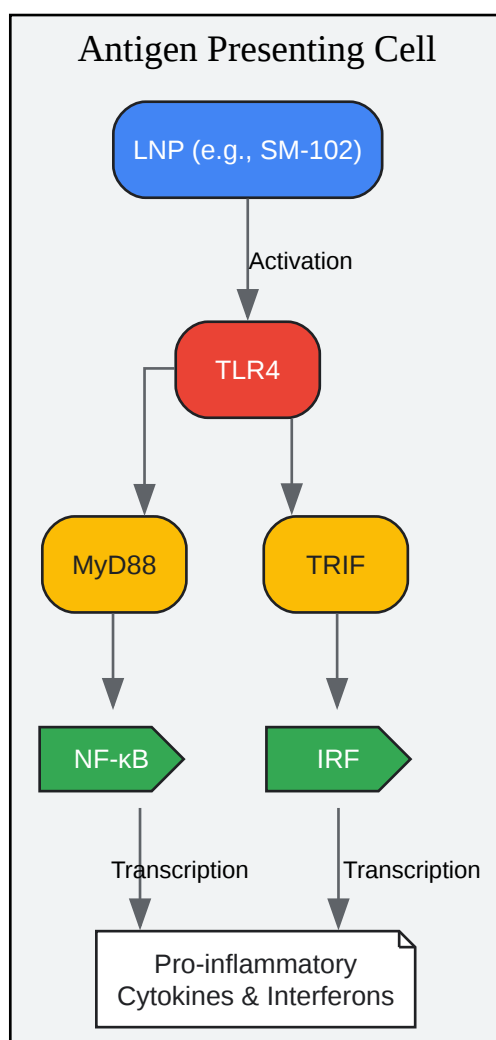 Antigen Presenting Cell
LNP (e.g., SM-102)
Activation
TLR4
MyD88
TRIF
NF-κB
IRF
Transcription
Transcription
Pro-inflammatory
Cytokines & Interferons